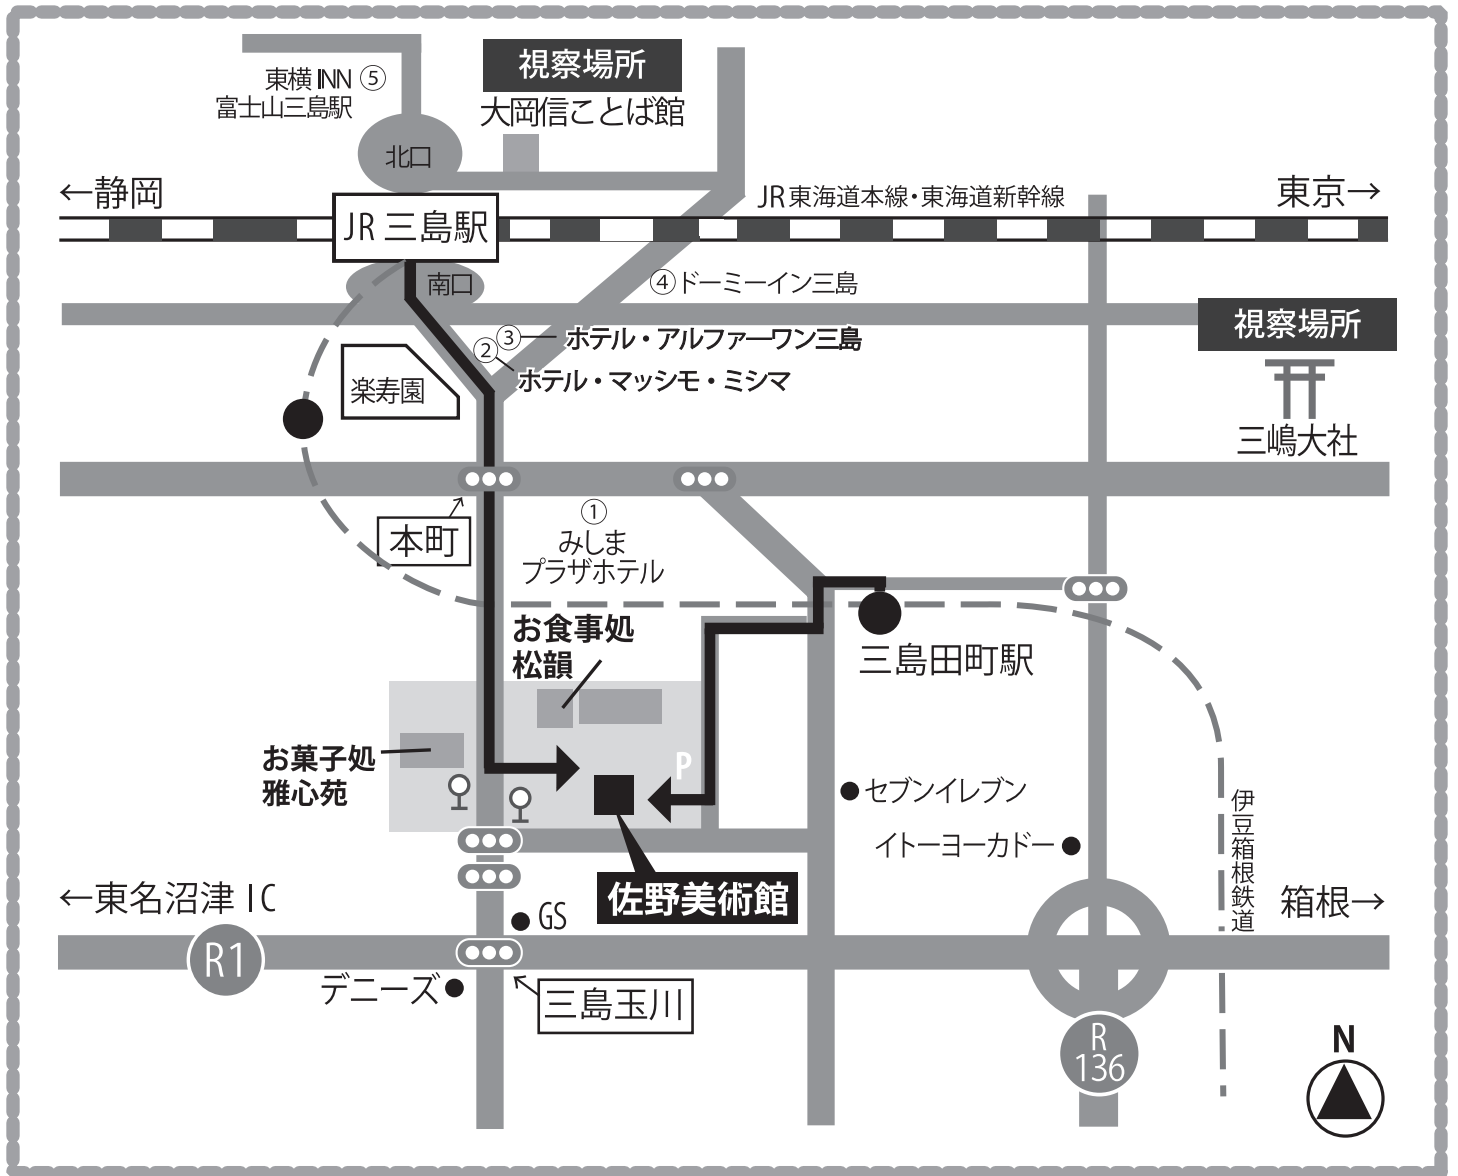 視察場所
東横INN ⑤
富士山三島駅
大岡信ことば館
北口
←静岡
JR 三島駅
JR 東海道本線・東海道新幹線
東京→
南口
④ドーミーイン三島
視察場所
③
ホテル・アルファーワン三島
②
ホテル・マッシモ・ミシマ
楽寿園
三嶋大社
①
みしま
プラザホテル
本町
お食事処
松韻
三島田町駅
お菓子処
雅心苑
P
セブンイレブン
イトーヨーカドー
伊豆箱根鉄道
佐野美術館
←東名沼津 IC
GS
箱根→
R1
デニーズ
三島玉川
R
136
N